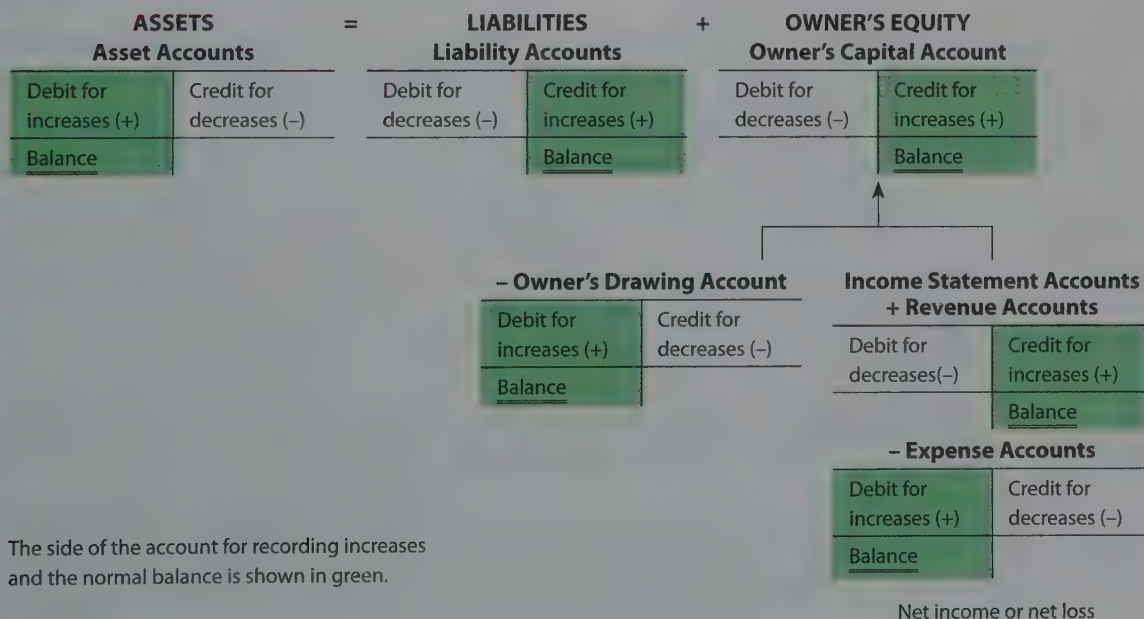 ASSETS = LIABILITIES + OWNER'S EQUITY
Asset Accounts Liability Accounts Owner's Capital Account
Debit for Credit for Debit for Credit for Debit for Credit for
increases (+) decreases (–) decreases (–) increases (+) decreases (–) increases (+)
Balance Balance Balance
– Owner's Drawing Account Income Statement Accounts
+ Revenue Accounts
Debit for Credit for
increases (+) decreases (–)
Balance
Debit for Credit for
decreases(–) increases (+)
Balance
– Expense Accounts
Debit for Credit for
increases (+) decreases (–)
Balance
The side of the account for recording increases
and the normal balance is shown in green.
Net income or net loss